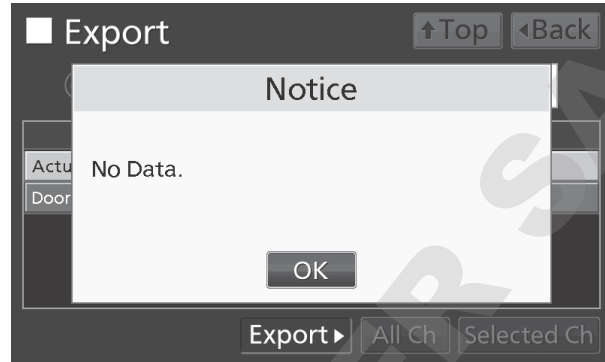 Export
↑Top
◂Back
Notice
Actu
No Data.
Door
OK
Export▸
All Ch
Selected Ch